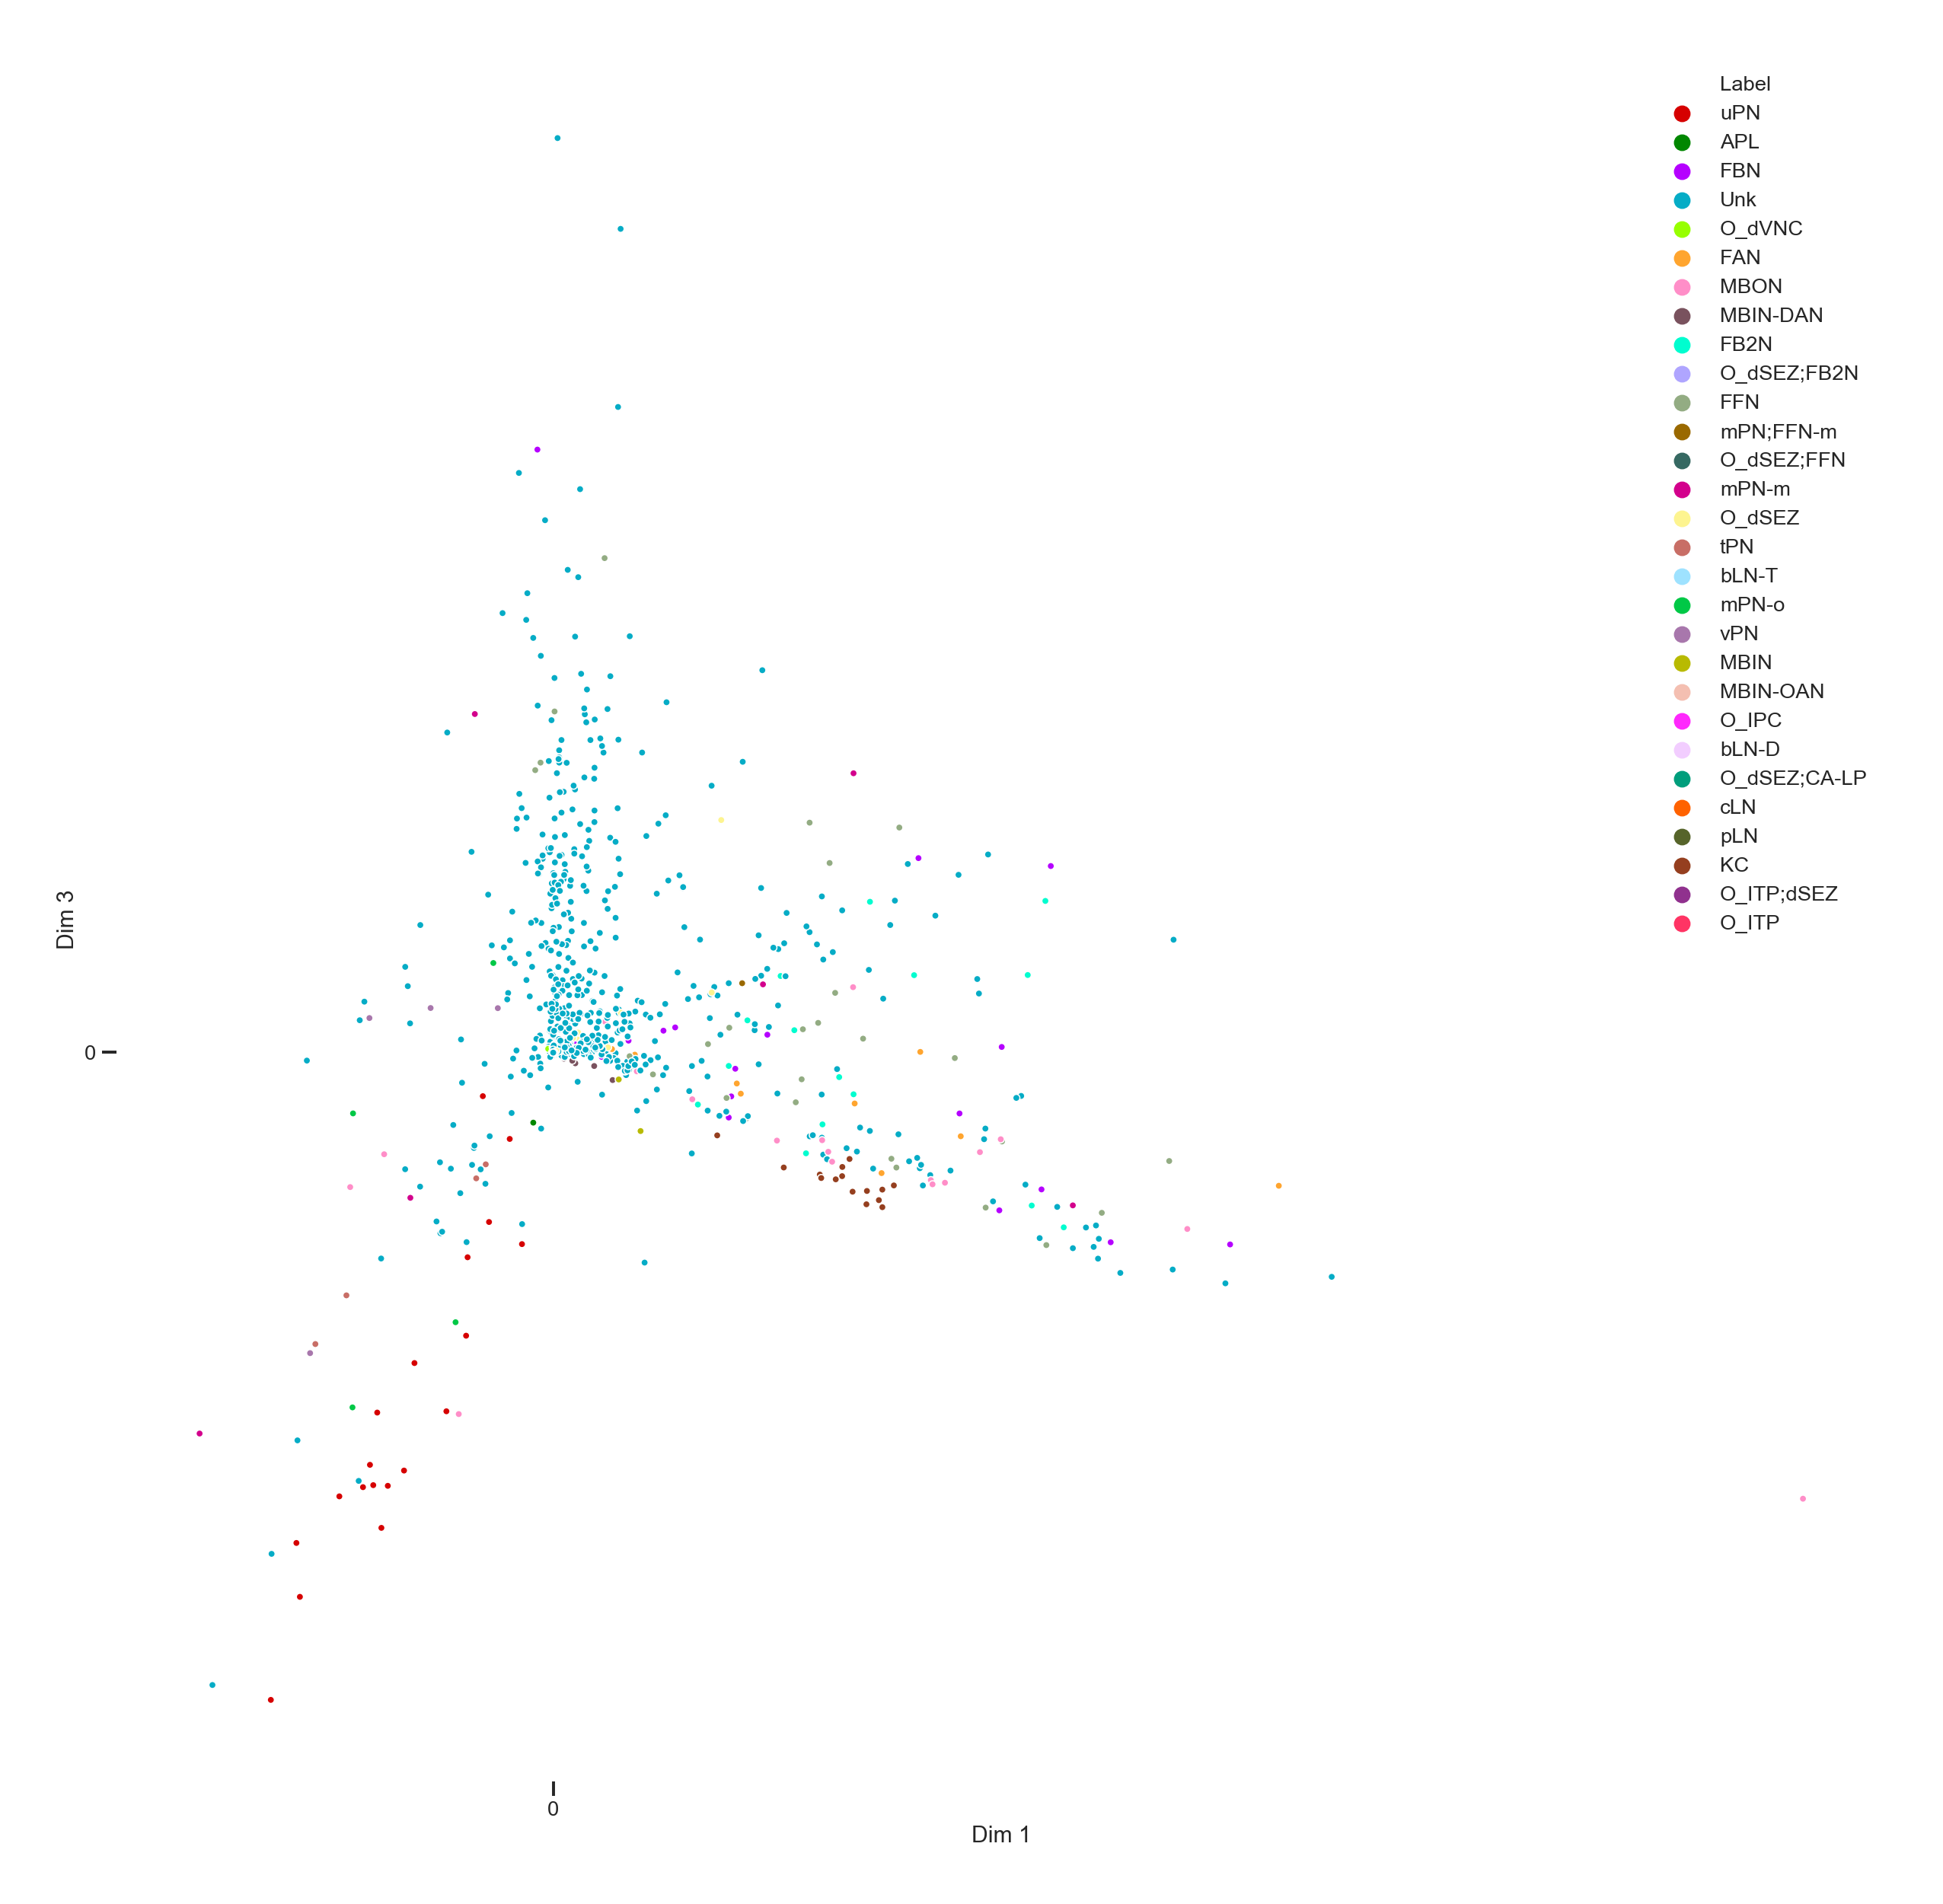 Label
uPN
APL
FBN
Unk
O_dVNC
FAN
MBON
MBIN-DAN
FB2N
O_dSEZ;FB2N
FFN
mPN;FFN-m
O_dSEZ;FFN
mPN-m
O_dSEZ
tPN
bLN-T
mPN-o
vPN
MBIN
MBIN-OAN
O_IPC
bLN-D
O_dSEZ;CA-LP
cLN
pLN
KC
O_ITP;dSEZ
O_ITP
Dim 3
0
0
Dim 1